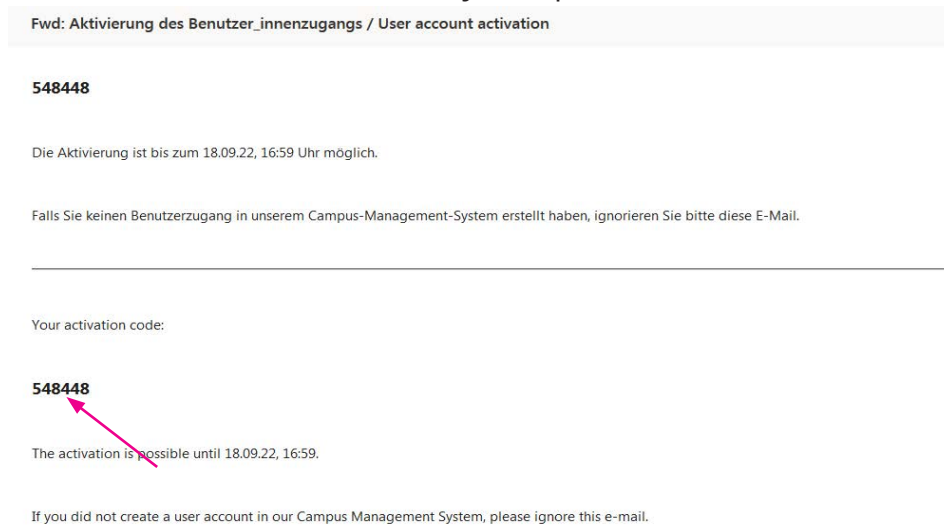 Fwd: Aktivierung des Benutzer_innenzugangs / User account activation
548448
Die Aktivierung ist bis zum 18.09.22, 16:59 Uhr möglich.
Falls Sie keinen Benutzerzugang in unserem Campus-Management-System erstellt haben, ignorieren Sie bitte diese E-Mail.
Your activation code:
548448
The activation is possible until 18.09.22, 16:59.
If you did not create a user account in our Campus Management System, please ignore this e-mail.